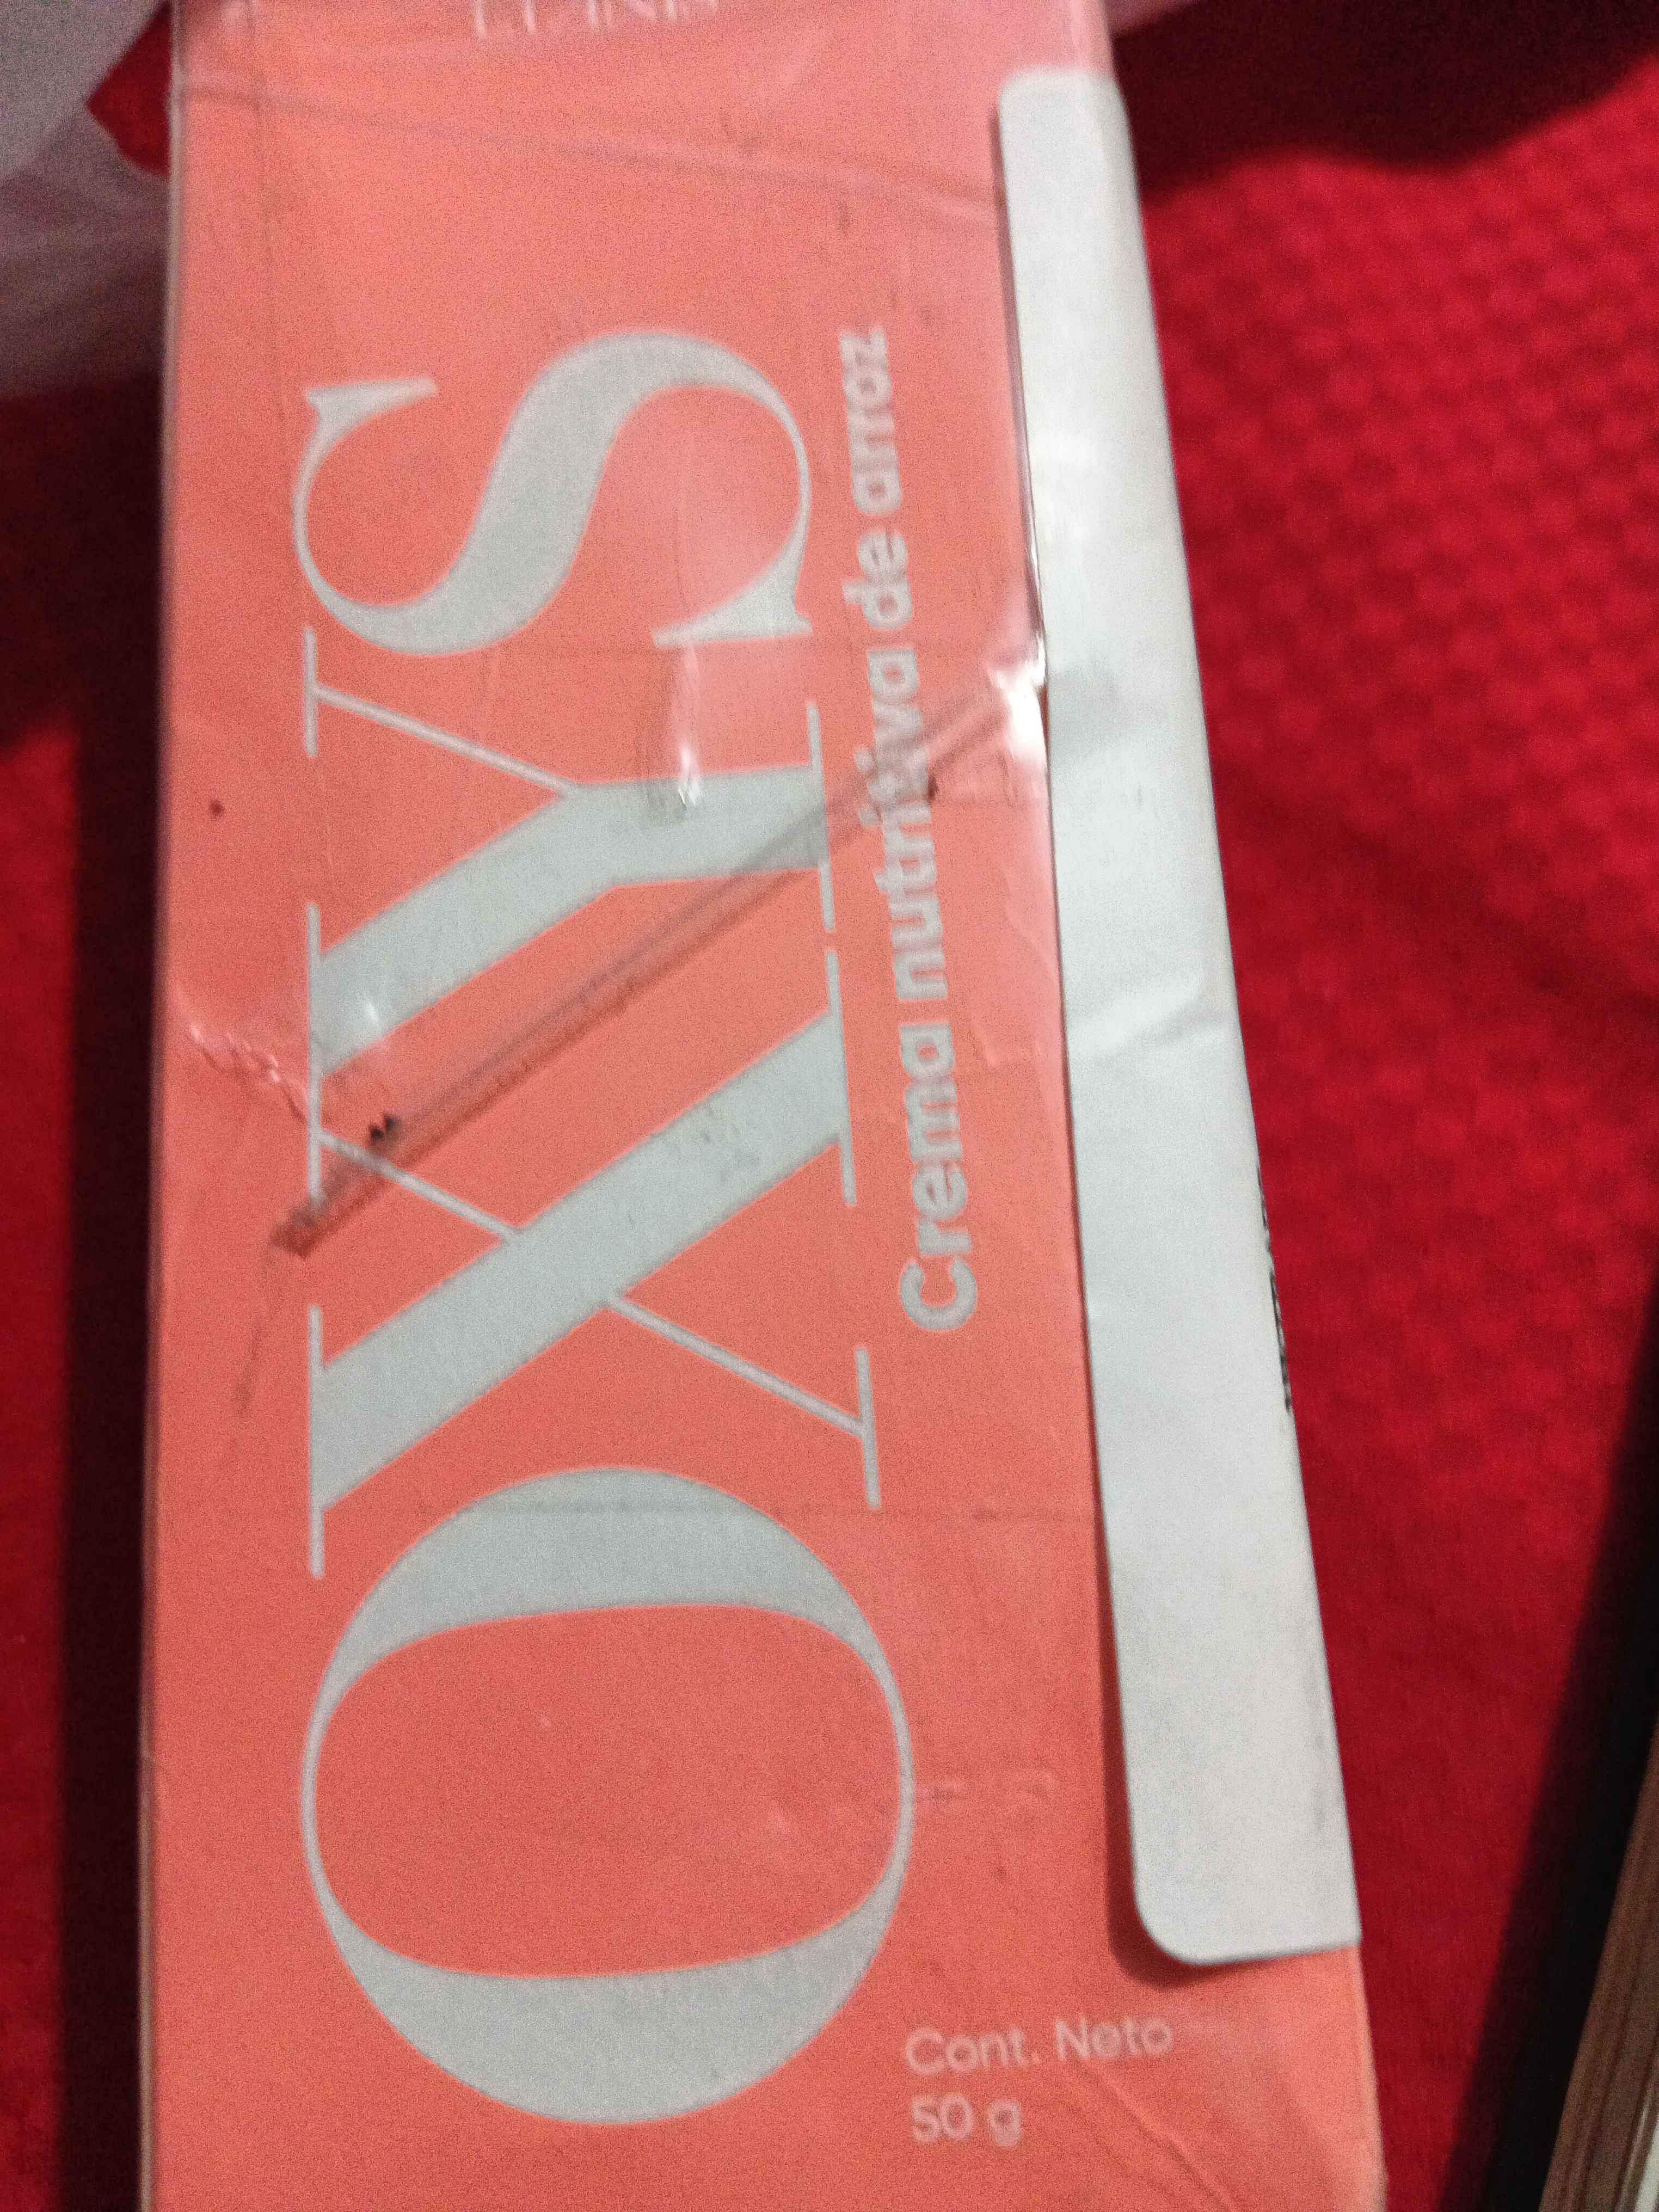 OXYS
Crema nutritiva de arroz
Cont. Neto
50 g